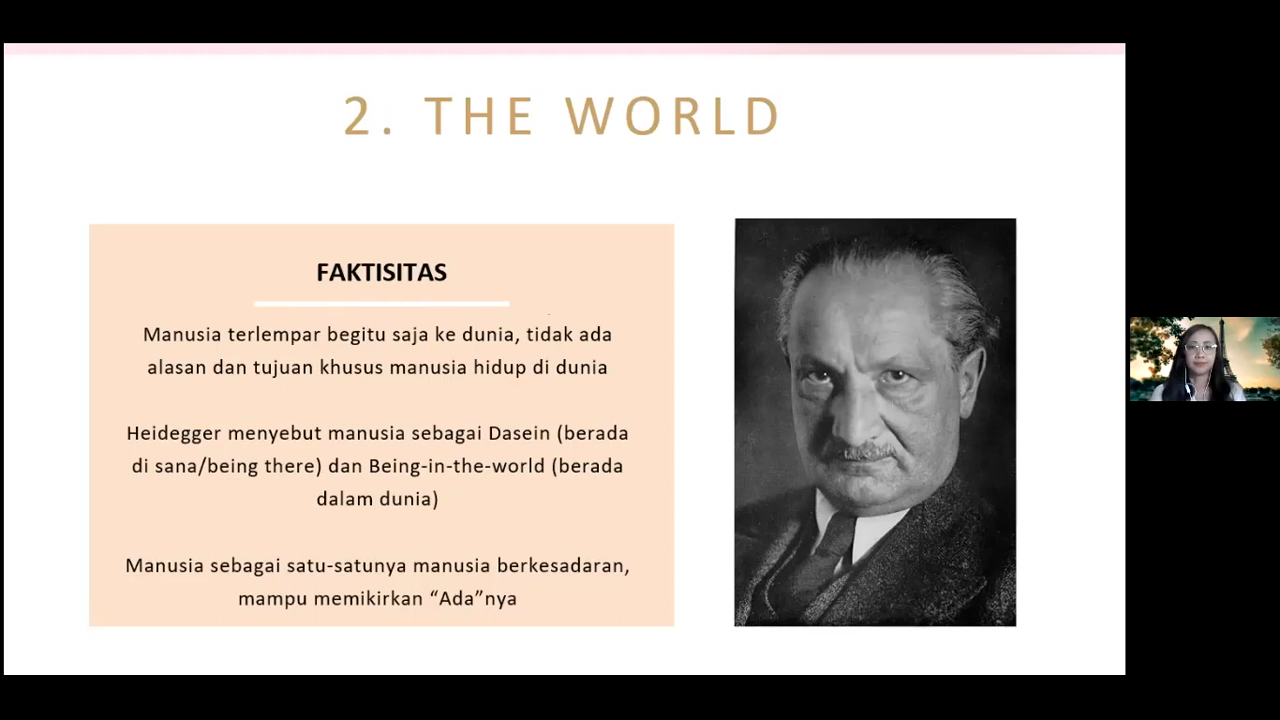 2. THE WORLD
FAKTISITAS
Manusia terlempar begitu saja ke dunia, tidak ada
alasan dan tujuan khusus manusia hidup di dunia
Heidegger menyebut manusia sebagai Dasein (berada
di sana/being there) dan Being-in-the-world (berada
dalam dunia)
Manusia sebagai satu-satunya manusia berkesadaran,
mampu memikirkan “Ada”nya